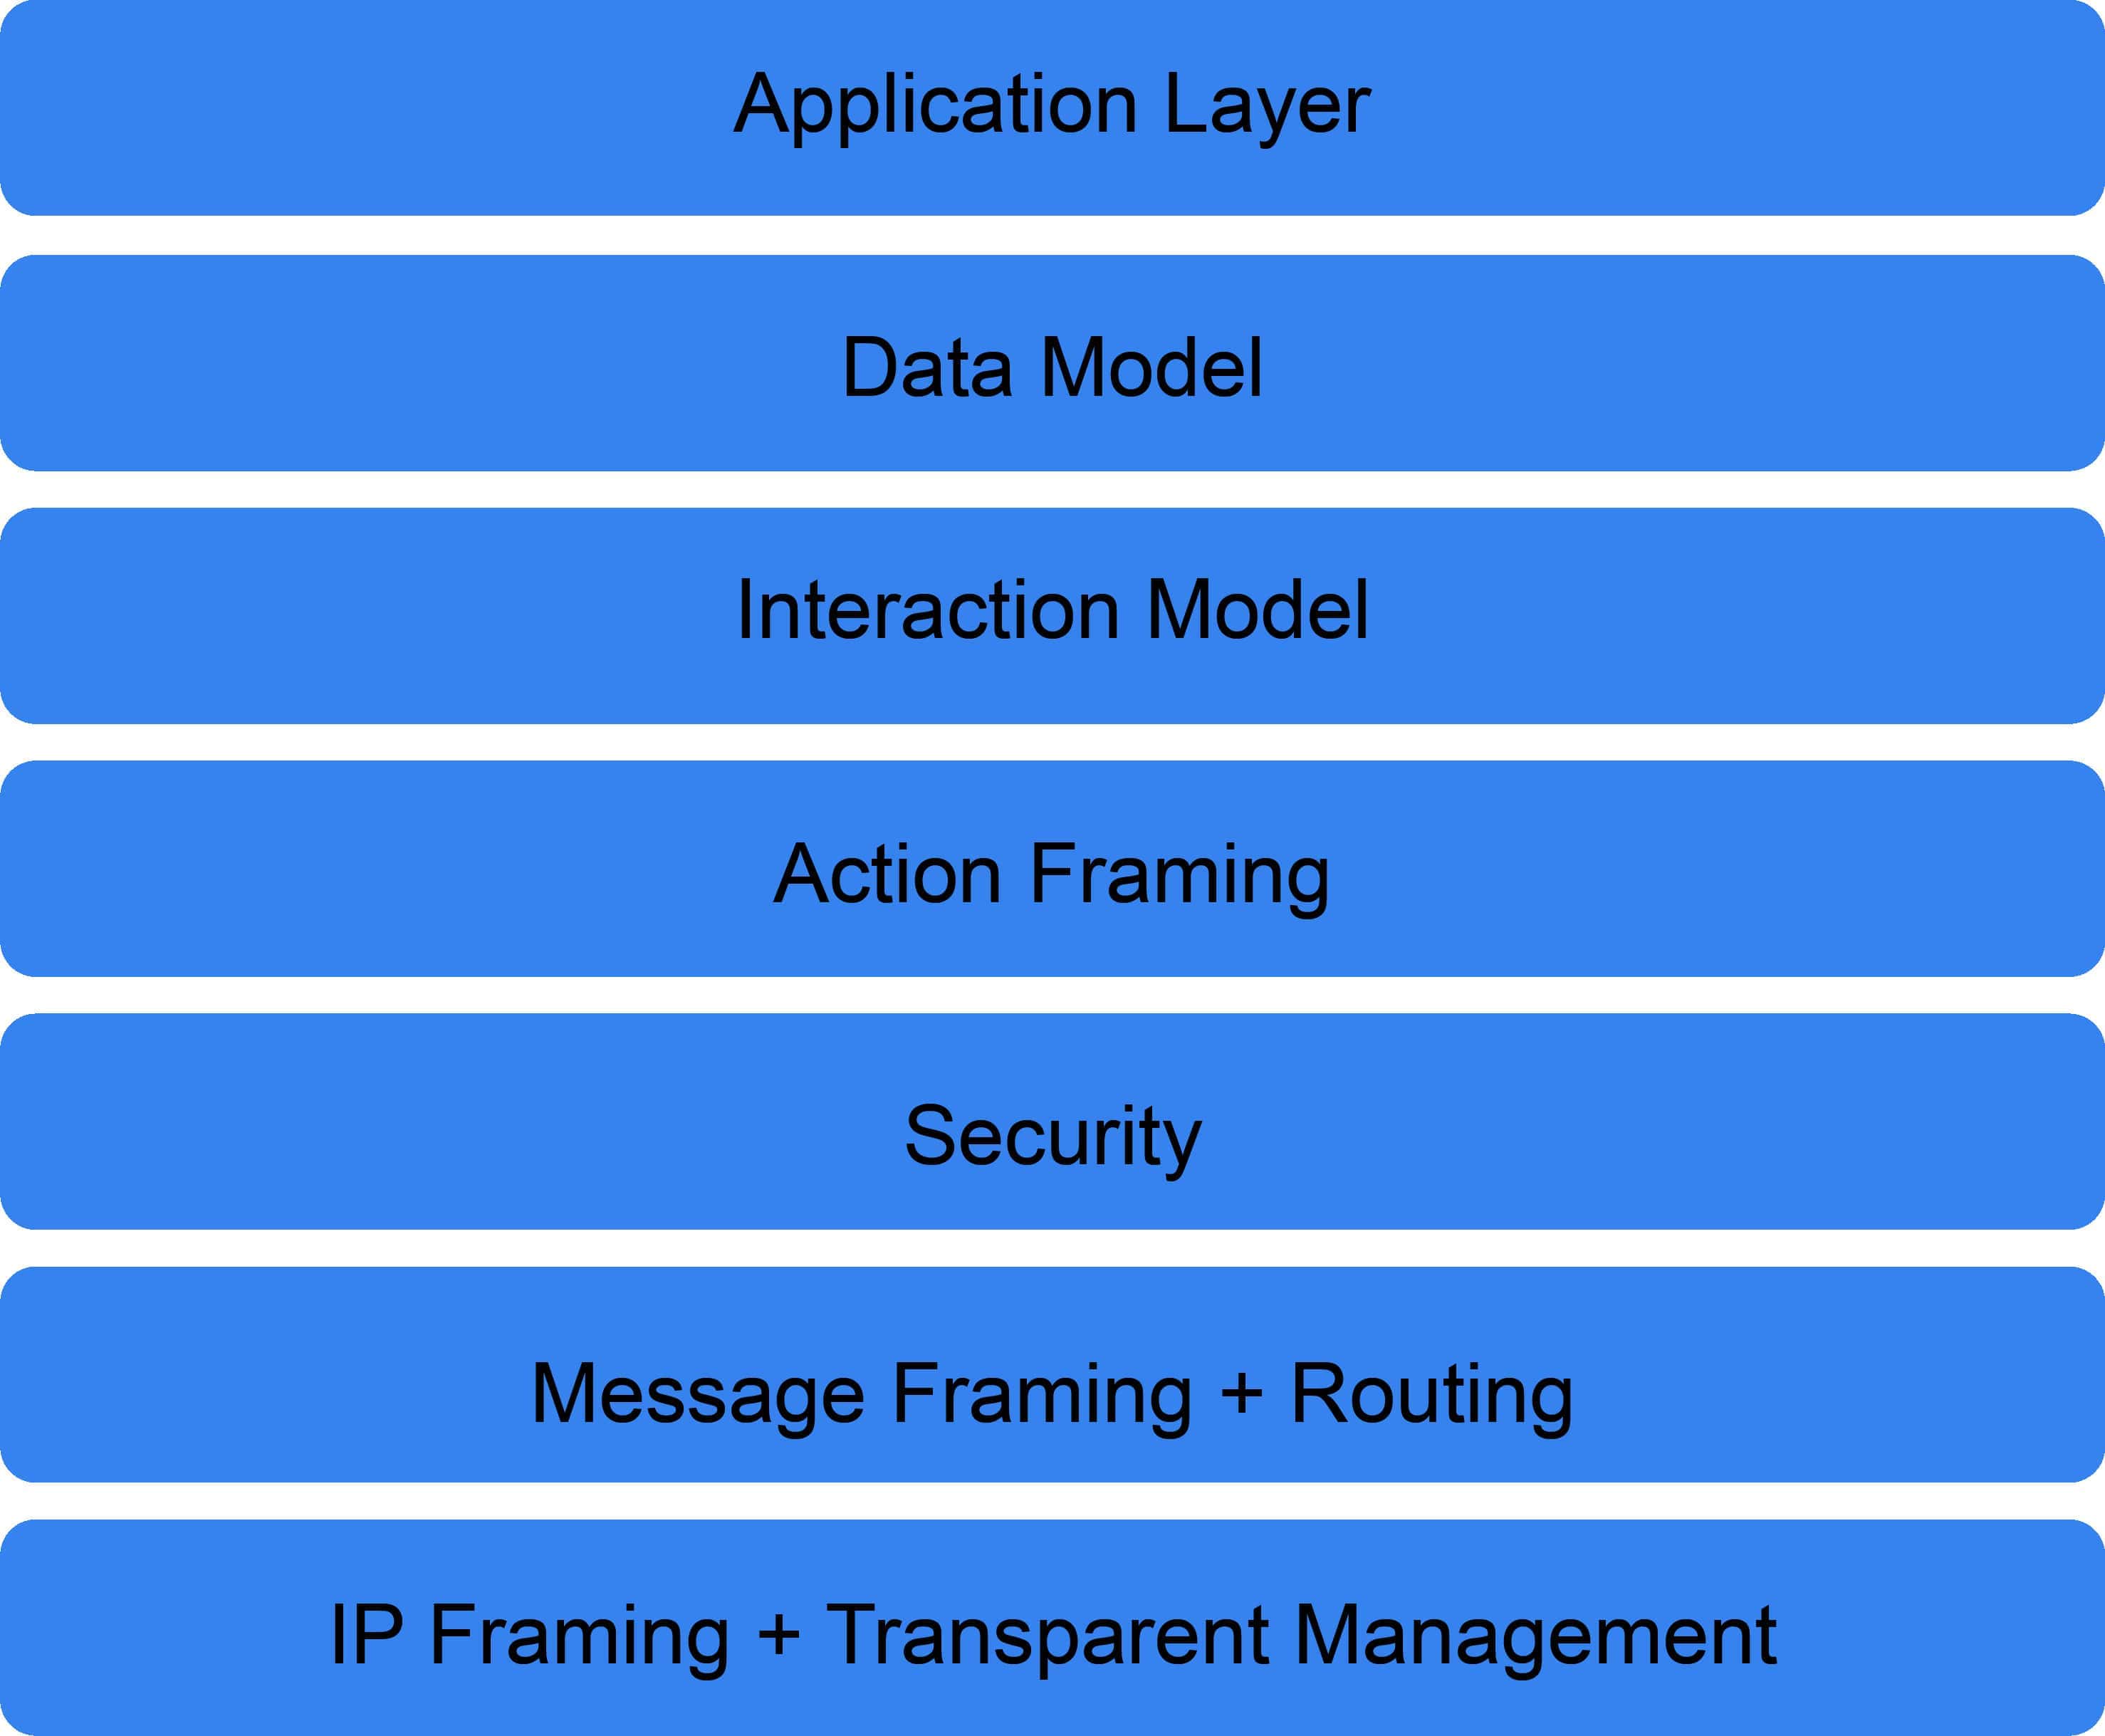 Application Layer
Data Model
Interaction Model
Action Framing
Security
Message Framing + Routing
IP Framing + Transparent Management